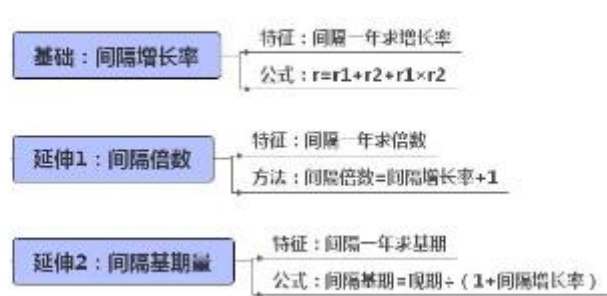 基础：间隔增长率
特征：间隔一年求增长率
公式：r=r1+r2+r1×r2
延伸1：间隔倍数
特征：间隔一年求倍数
方法：间隔倍数=间隔增长率+1
延伸2：间隔基期量
特征：间隔一年求基期
公式：间隔基期=现期÷（1+间隔增长率）